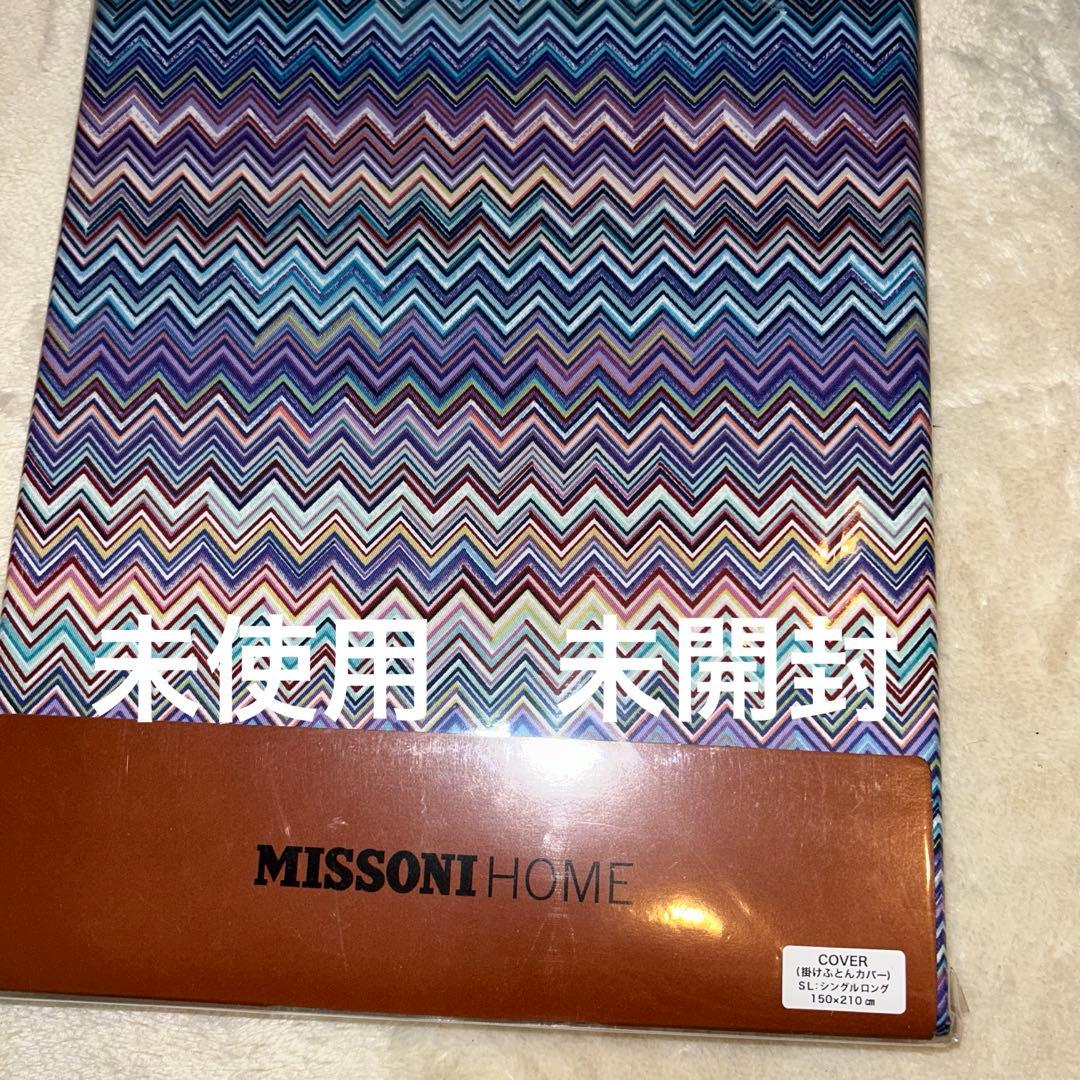 未使用　未開封
MISSONI HOME
COVER
(掛けふとんカバー)
SL:シングルロング
150×210㎝